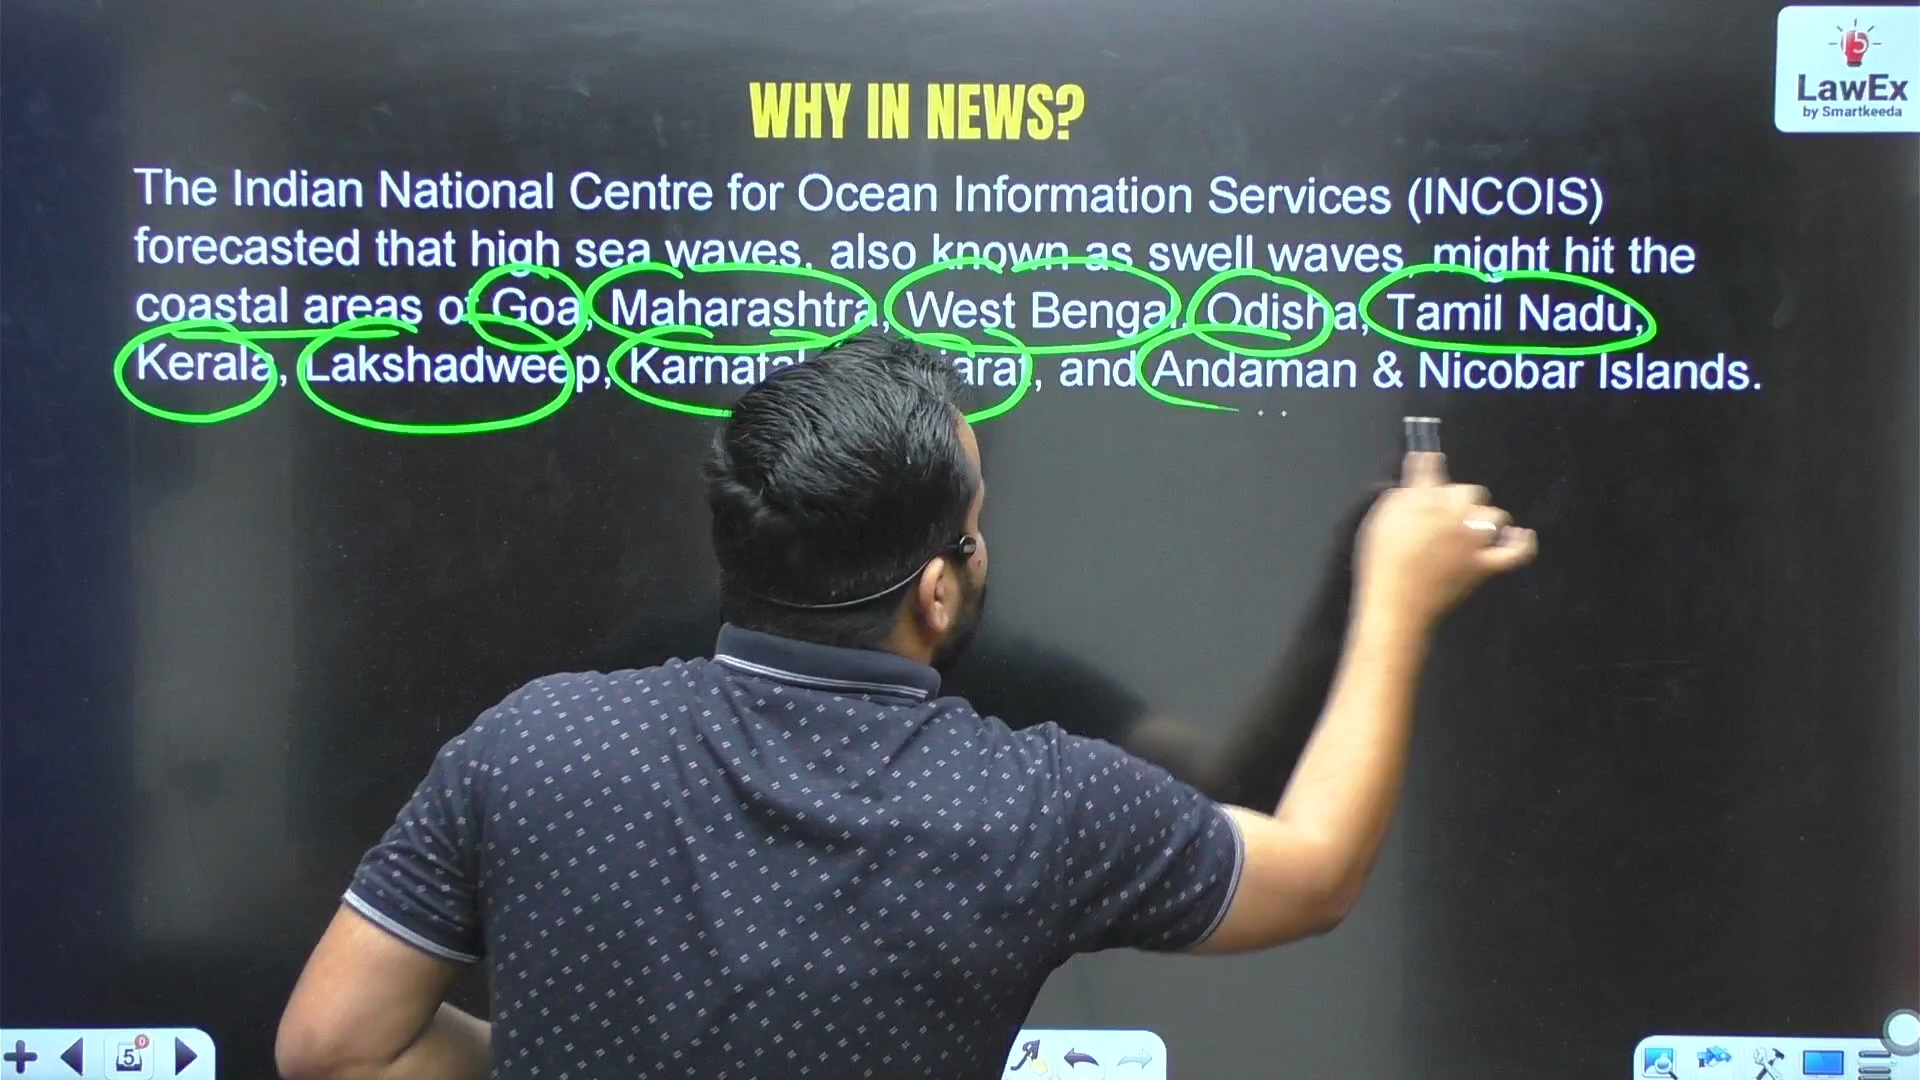 WHY IN NEWS?
LawEx
by Smartkeeda
The Indian National Centre for Ocean Information Services (INCOIS)
forecasted that high sea waves, also known as swell waves, might hit the
coastal areas of Goa, Maharashtra, West Bengal, Odisha, Tamil Nadu,
Kerala, Lakshadweep, and Andaman & Nicobar Islands.
5
0